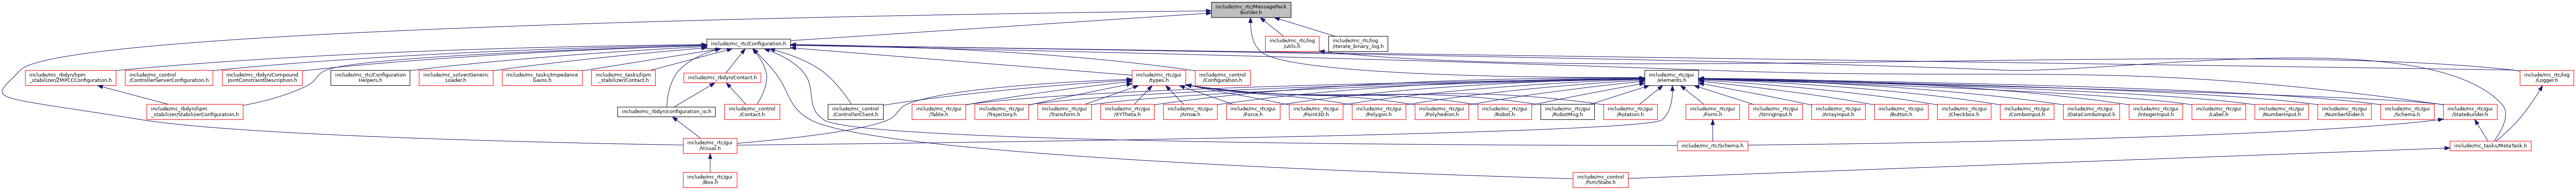 include/mc_rtc/MessagePack
Builder.h
include/mc_rtc/Configuration.h
include/mc_rtc/log
/utils.h
include/mc_rtc/log
/iterate_binary_log.h
include/mc_rbdyn/lipm
_stabilizer/ZMPCCConfiguration.h
include/mc_control
/ControllerServerConfiguration.h
include/mc_rbdyn/Compound
JointConstraintDescription.h
include/mc_rtc/Configuration
Helpers.h
include/mc_solver/Generic
Loader.h
include/mc_tasks/Impedance
Gains.h
include/mc_tasks/lipm
_stabilizer/Contact.h
include/mc_rbdyn/Contact.h
include/mc_rtc/gui
/types.h
include/mc_control
/Configuration.h
include/mc_rtc/gui
/elements.h
include/mc_rtc/log
/Logger.h
include/mc_rbdyn/lipm
_stabilizer/StabilizerConfiguration.h
include/mc_rbdyn/configuration_io.h
include/mc_control
/Contact.h
include/mc_control
/ControllerClient.h
include/mc_rtc/gui
/Table.h
include/mc_rtc/gui
/Trajectory.h
include/mc_rtc/gui
/Transform.h
include/mc_rtc/gui
/XYTheta.h
include/mc_rtc/gui
/Arrow.h
include/mc_rtc/gui
/Force.h
include/mc_rtc/gui
/Point3D.h
include/mc_rtc/gui
/Polygon.h
include/mc_rtc/gui
/Polyhedron.h
include/mc_rtc/gui
/Robot.h
include/mc_rtc/gui
/RobotMsg.h
include/mc_rtc/gui
/Rotation.h
include/mc_rtc/gui
/Form.h
include/mc_rtc/gui
/StringInput.h
include/mc_rtc/gui
/ArrayInput.h
include/mc_rtc/gui
/Button.h
include/mc_rtc/gui
/Checkbox.h
include/mc_rtc/gui
/ComboInput.h
include/mc_rtc/gui
/DataComboInput.h
include/mc_rtc/gui
/IntegerInput.h
include/mc_rtc/gui
/Label.h
include/mc_rtc/gui
/NumberInput.h
include/mc_rtc/gui
/NumberSlider.h
include/mc_rtc/gui
/Schema.h
include/mc_rtc/gui
/StateBuilder.h
include/mc_rtc/gui
/Visual.h
include/mc_rtc/Schema.h
include/mc_tasks/MetaTask.h
include/mc_rtc/gui
/Box.h
include/mc_control
/fsm/State.h